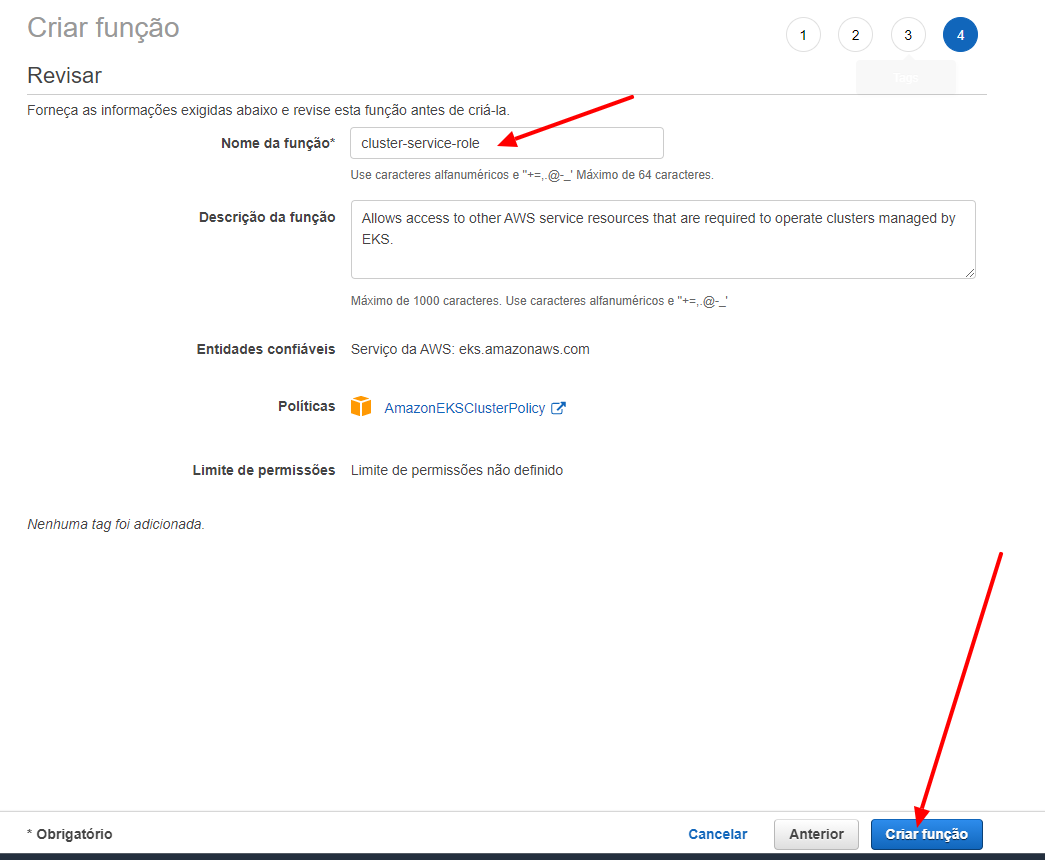 Criar função
1 2 3 4
Tags
Revisar
Forneça as informações exigidas abaixo e revise esta função antes de criá-la.
Nome da função* cluster-service-role
Use caracteres alfanuméricos e "+=,.@-_' Máximo de 64 caracteres.
Descrição da função Allows access to other AWS service resources that are required to operate clusters managed by
EKS.
Máximo de 1000 caracteres. Use caracteres alfanuméricos e "+=,.@-_'
Entidades confiáveis Serviço da AWS: eks.amazonaws.com
Políticas AmazonEKSClusterPolicy
Limite de permissões Limite de permissões não definido
Nenhuma tag foi adicionada.
* Obrigatório Cancelar Anterior Criar função